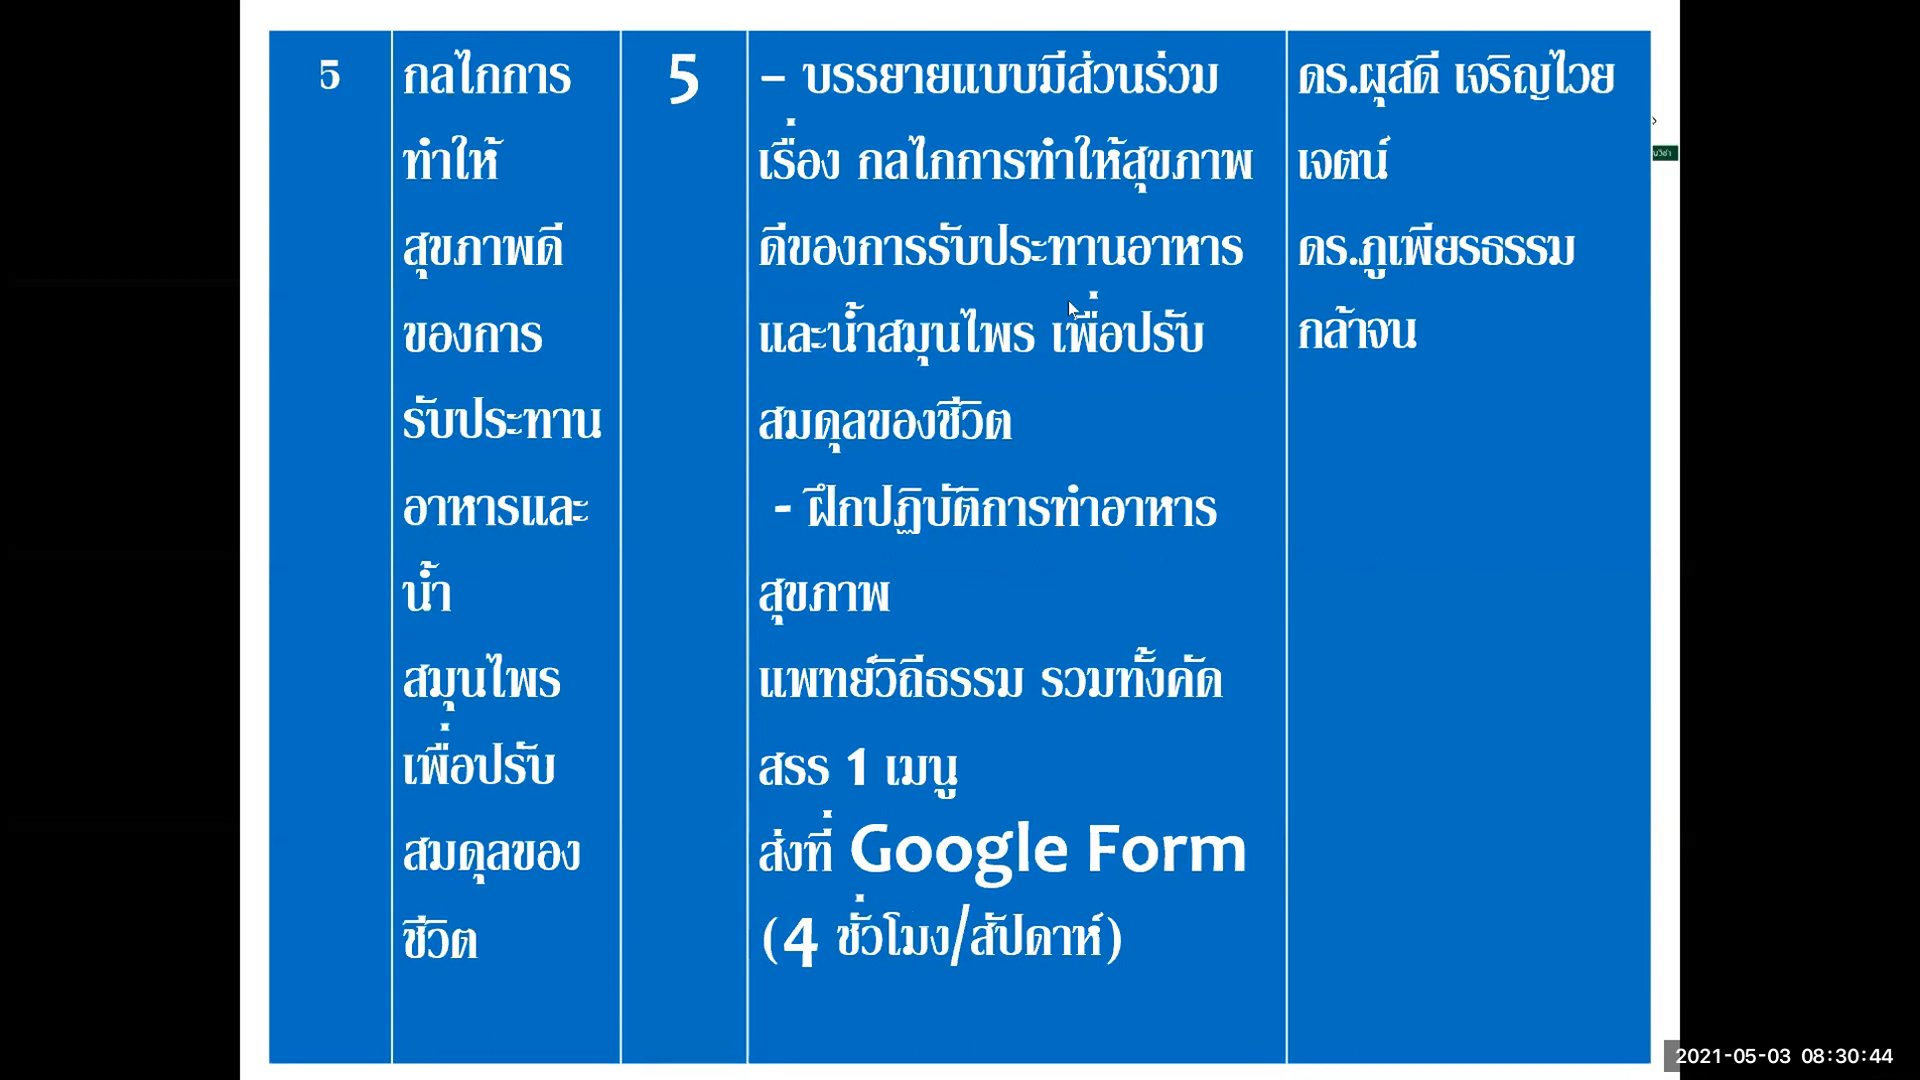 5
กลไกการ
ทำให้
สุขภาพดี
ของการ
รับประทาน
อาหารและ
น้ำ
สมุนไพร
เพื่อปรับ
สมดุลของ
ชีวิต
5
– บรรยายแบบมีส่วนร่วม
เรื่อง กลไกการทำให้สุขภาพ
ดีของการรับประทานอาหาร
และน้ำสมุนไพร เพื่อปรับ
สมดุลของชีวิต
- ฝึกปฏิบัติการทำอาหาร
สุขภาพ
แพทย์วิถีธรรม รวมทั้งคัด
สรร 1 เมนู
ส่งที่ Google Form
(4 ชั่วโมง/สัปดาห์)
ดร.ผุสดี เจริญไวย
เจตน์
ดร.ภูเพียรธรรม
กล้าจน
2021-05-03 08:30:44